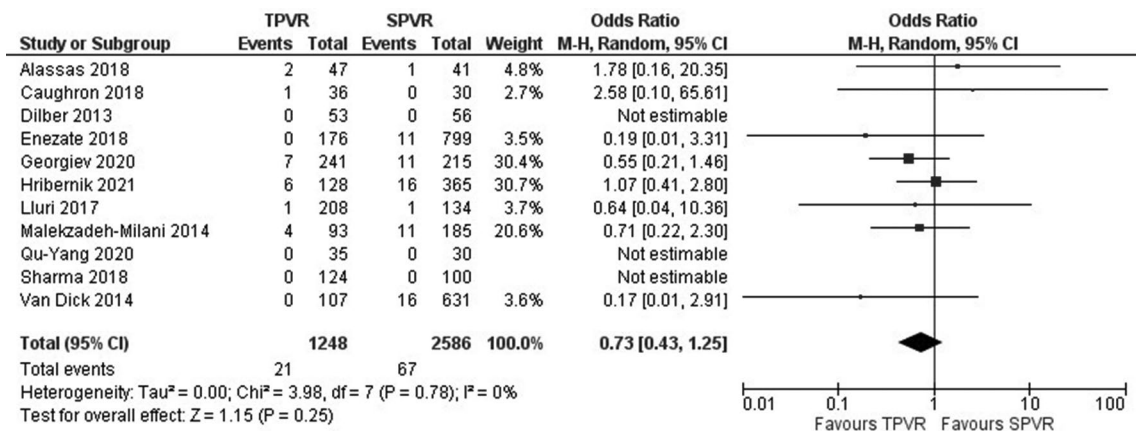 TPVR SPVR Odds Ratio Odds Ratio
Study or Subgroup Events Total Events Total Weight M-H, Random, 95% CI M-H, Random, 95% CI
Alassas 2018 2 47 1 41 4.8% 1.78 [0.16, 20.35]
Caughron 2018 1 36 0 30 2.7% 2.58 [0.10, 65.61]
Dilber 2013 0 53 0 56 Not estimable
Enezate 2018 0 176 11 799 3.5% 0.19 [0.01, 3.31]
Georgiev 2020 7 241 11 215 30.4% 0.55 [0.21, 1.46]
Hribernik 2021 6 128 16 365 30.7% 1.07 [0.41, 2.80]
Lluri 2017 1 208 1 134 3.7% 0.64 [0.04, 10.36]
Malekzadeh-Milani 2014 4 93 11 185 20.6% 0.71 [0.22, 2.30]
Qu-Yang 2020 0 35 0 30 Not estimable
Sharma 2018 0 124 0 100 Not estimable
Van Dick 2014 0 107 16 631 3.6% 0.17 [0.01, 2.91]
Total (95% CI) 1248 2586 100.0% 0.73 [0.43, 1.25]
Total events 21 67
Heterogeneity: Tau² = 0.00; Chi² = 3.98, df = 7 (P = 0.78); I² = 0%
Test for overall effect: Z = 1.15 (P = 0.25)
0.01 0.1 1 10 100
Favours TPVR Favours SPVR